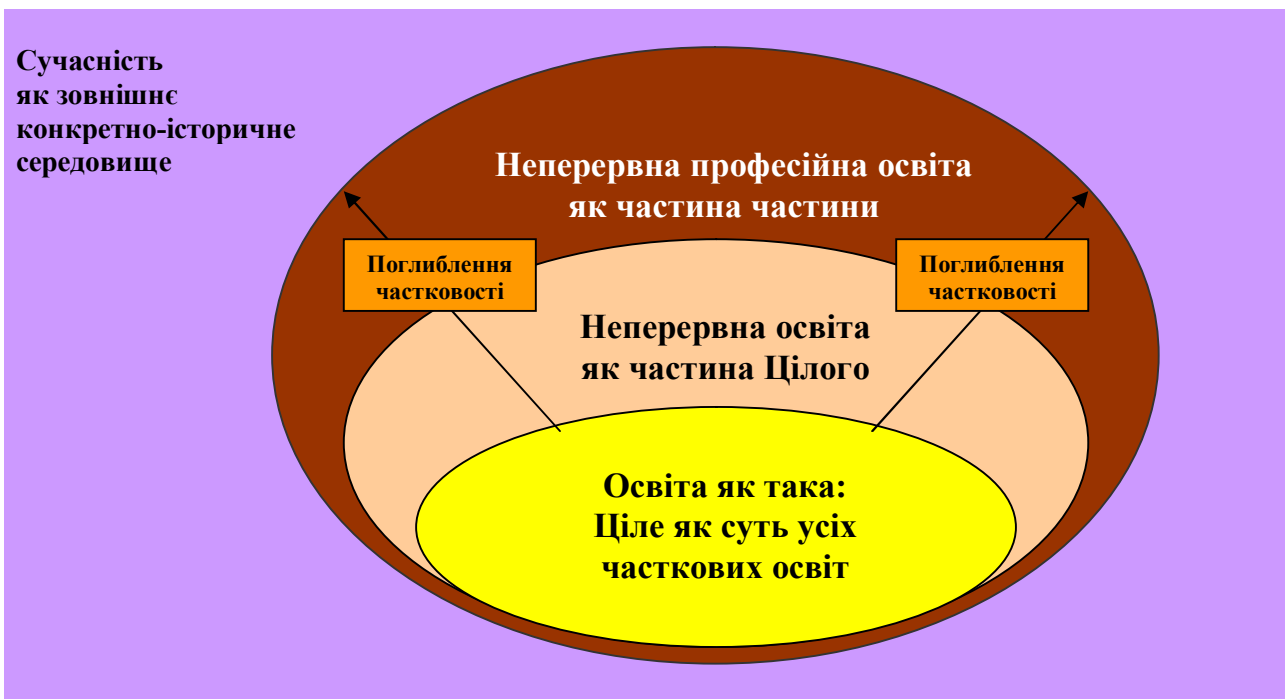 Сучасність
як зовнішнє
конкретно-історичне
середовище
Неперервна професійна освіта
як частина частини
Поглиблення
частковості
Поглиблення
частковості
Неперервна освіта
як частина Цілого
Освіта як така:
Ціле як суть усіх
часткових освіт